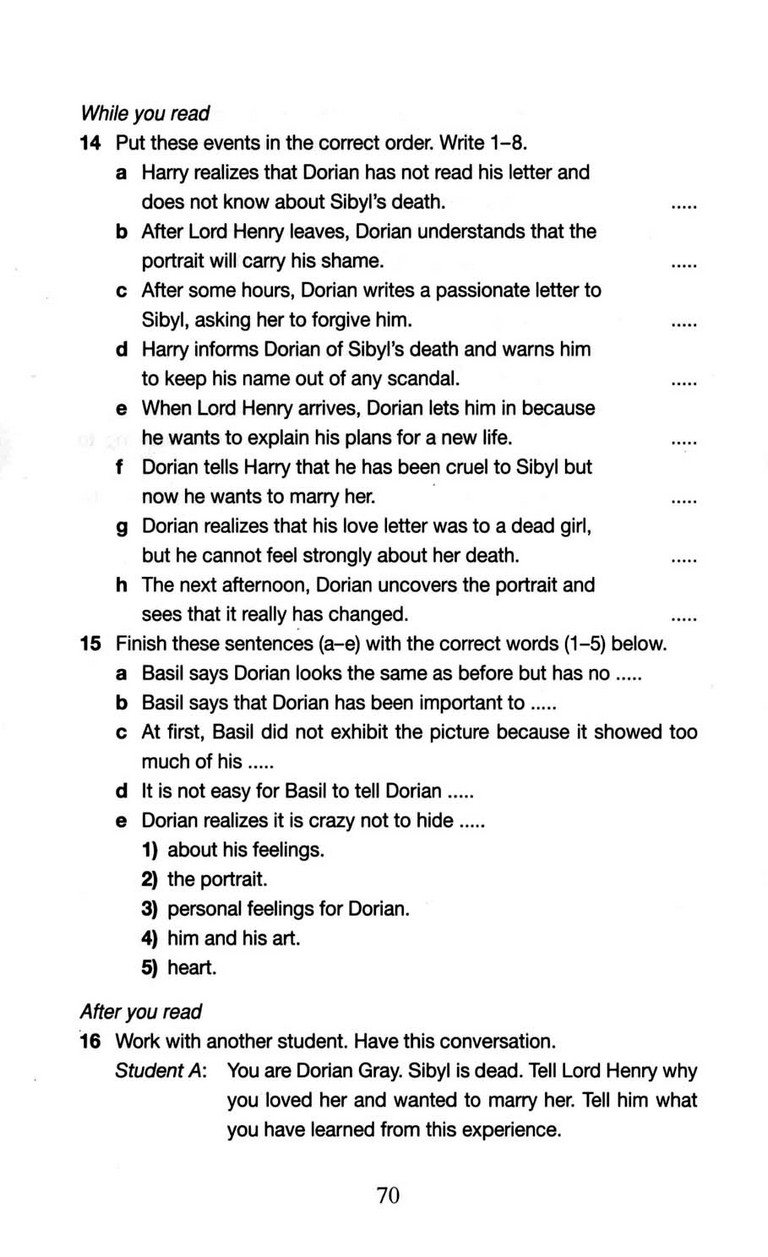 While you read
14 Put these events in the correct order. Write 1–8.
a Harry realizes that Dorian has not read his letter and
does not know about Sibyl's death. .....
b After Lord Henry leaves, Dorian understands that the
portrait will carry his shame. .....
c After some hours, Dorian writes a passionate letter to
Sibyl, asking her to forgive him. .....
d Harry informs Dorian of Sibyl's death and warns him
to keep his name out of any scandal. .....
e When Lord Henry arrives, Dorian lets him in because
he wants to explain his plans for a new life. .....
f Dorian tells Harry that he has been cruel to Sibyl but
now he wants to marry her. .....
g Dorian realizes that his love letter was to a dead girl,
but he cannot feel strongly about her death. .....
h The next afternoon, Dorian uncovers the portrait and
sees that it really has changed. .....
15 Finish these sentences (a–e) with the correct words (1–5) below.
a Basil says Dorian looks the same as before but has no .....
b Basil says that Dorian has been important to .....
c At first, Basil did not exhibit the picture because it showed too
much of his .....
d It is not easy for Basil to tell Dorian .....
e Dorian realizes it is crazy not to hide .....
1) about his feelings.
2) the portrait.
3) personal feelings for Dorian.
4) him and his art.
5) heart.
After you read
16 Work with another student. Have this conversation.
Student A: You are Dorian Gray. Sibyl is dead. Tell Lord Henry why
you loved her and wanted to marry her. Tell him what
you have learned from this experience.
70